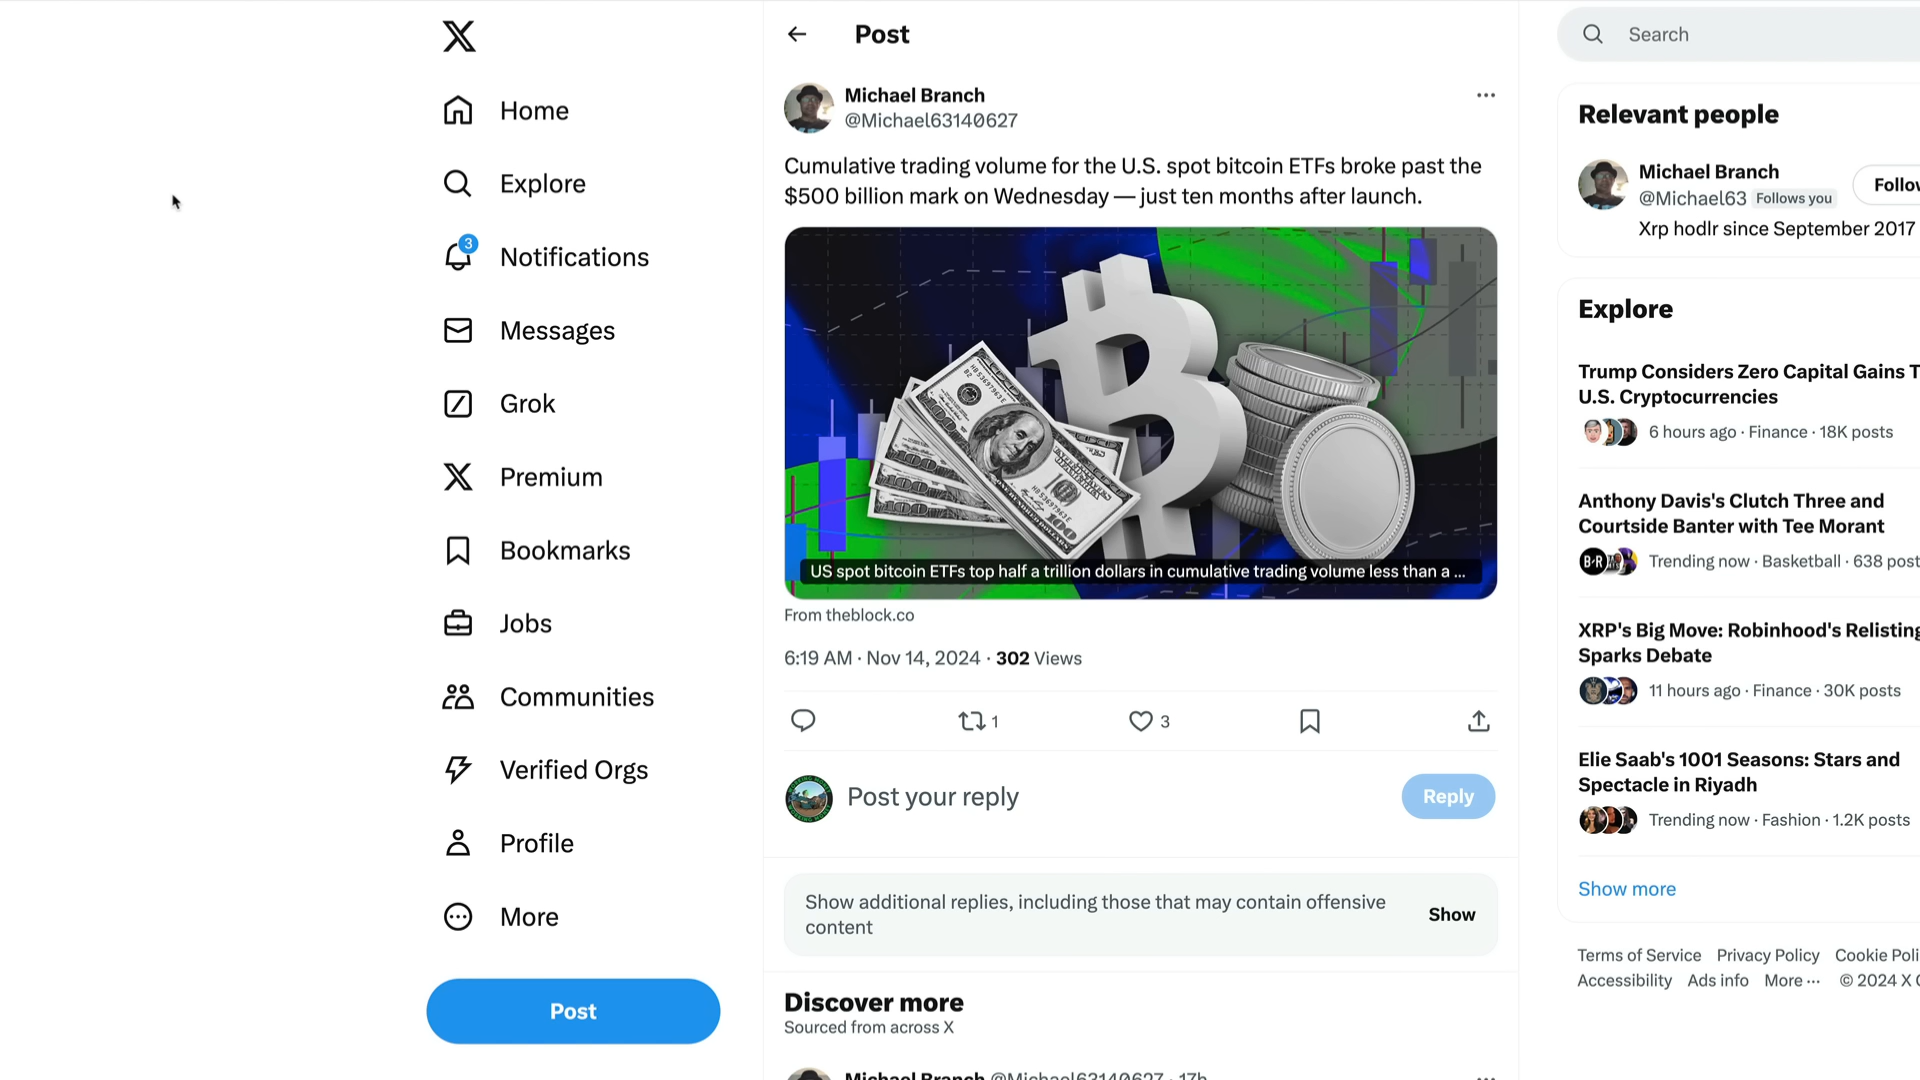 Home
Explore
3
Notifications
Messages
Grok
Premium
Bookmarks
Jobs
Communities
Verified Orgs
Profile
More
Post
Post
Michael Branch
@Michael63140627
Cumulative trading volume for the U.S. spot bitcoin ETFs broke past the
$500 billion mark on Wednesday — just ten months after launch.
US spot bitcoin ETFs top half a trillion dollars in cumulative trading volume less than a ...
From theblock.co
6:19 AM · Nov 14, 2024 · 302 Views
1
3
Post your reply
Reply
Show additional replies, including those that may contain offensive
content
Show
Discover more
Sourced from across X
Michael Branch @Michael63140627 · 17h
Search
Relevant people
Michael Branch
@Michael63 Follows you
Follow
Xrp hodlr since September 2017
Explore
Trump Considers Zero Capital Gains T
U.S. Cryptocurrencies
6 hours ago · Finance · 18K posts
Anthony Davis's Clutch Three and
Courtside Banter with Tee Morant
B·R
Trending now · Basketball · 638 post
XRP's Big Move: Robinhood's Relisting
Sparks Debate
11 hours ago · Finance · 30K posts
Elie Saab's 1001 Seasons: Stars and
Spectacle in Riyadh
Trending now · Fashion · 1.2K posts
Show more
Terms of Service Privacy Policy Cookie Poli
Accessibility Ads info More ··· © 2024 X C